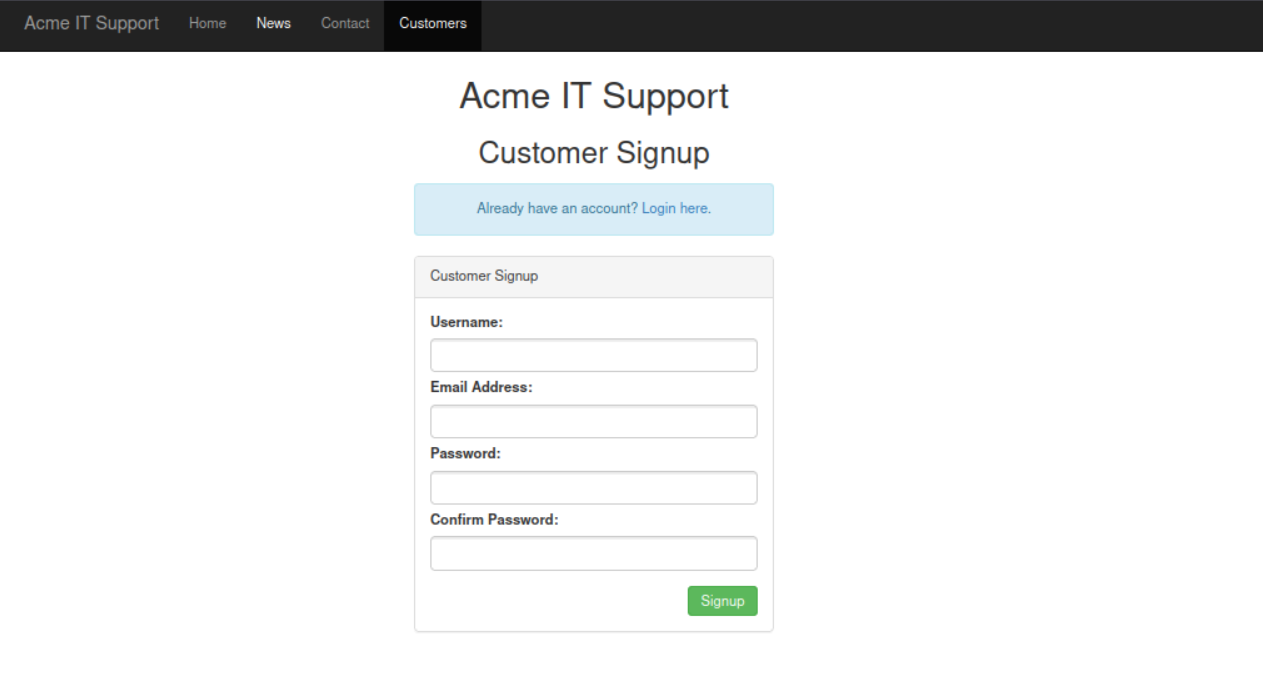 Acme IT Support Home News Contact Customers
Acme IT Support
Customer Signup
Already have an account? Login here.
Customer Signup
Username:
Email Address:
Password:
Confirm Password:
Signup